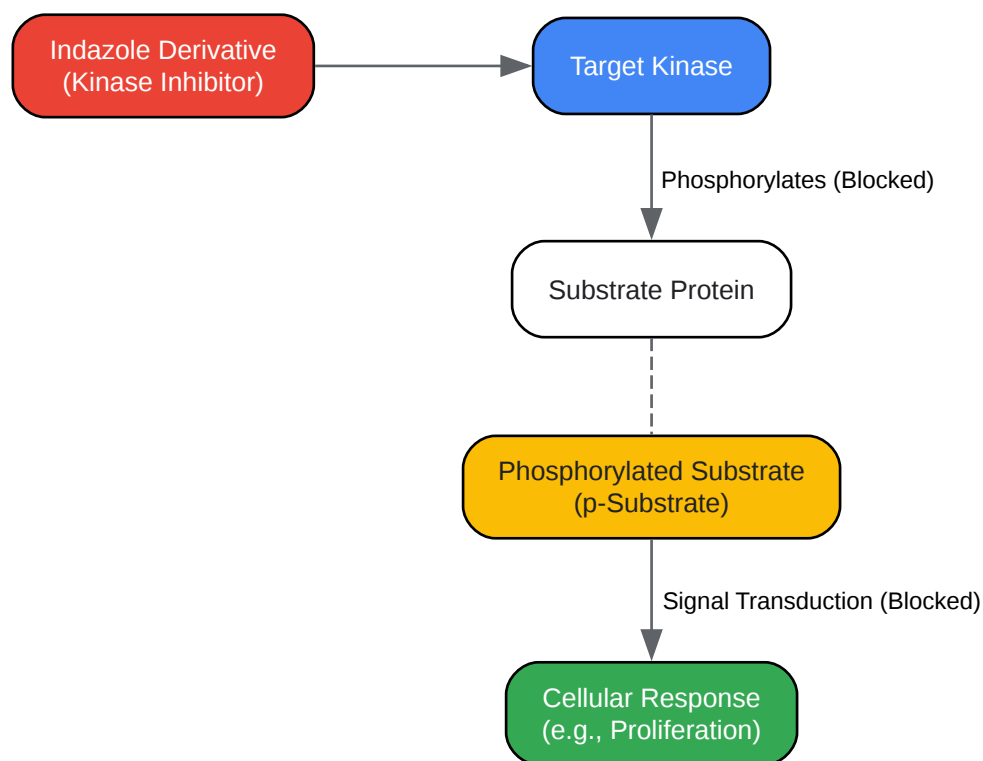 Indazole Derivative
(Kinase Inhibitor)
Target Kinase
Phosphorylates (Blocked)
Substrate Protein
Phosphorylated Substrate
(p-Substrate)
Signal Transduction (Blocked)
Cellular Response
(e.g., Proliferation)